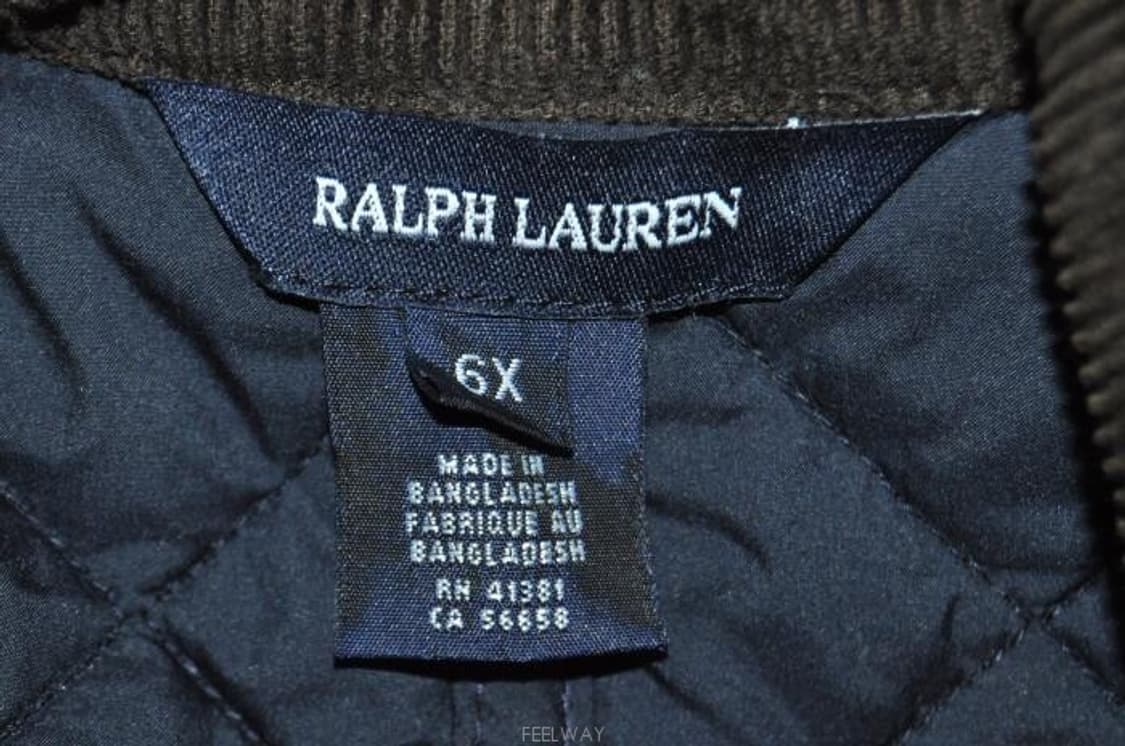 RALPH LAUREN
6X
MADE IN
BANGLADESH
FABRIQUE AU
BANGLADESH
RN 41381
CA 56658
FEELWAY